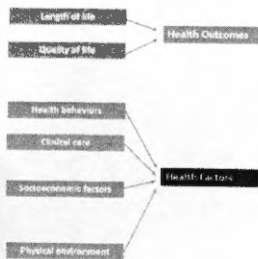 Length of life
Health Outcomes
Quality of life
Health behaviors
Clinical care
Health Factors
Socioeconomic factors
Physical environment